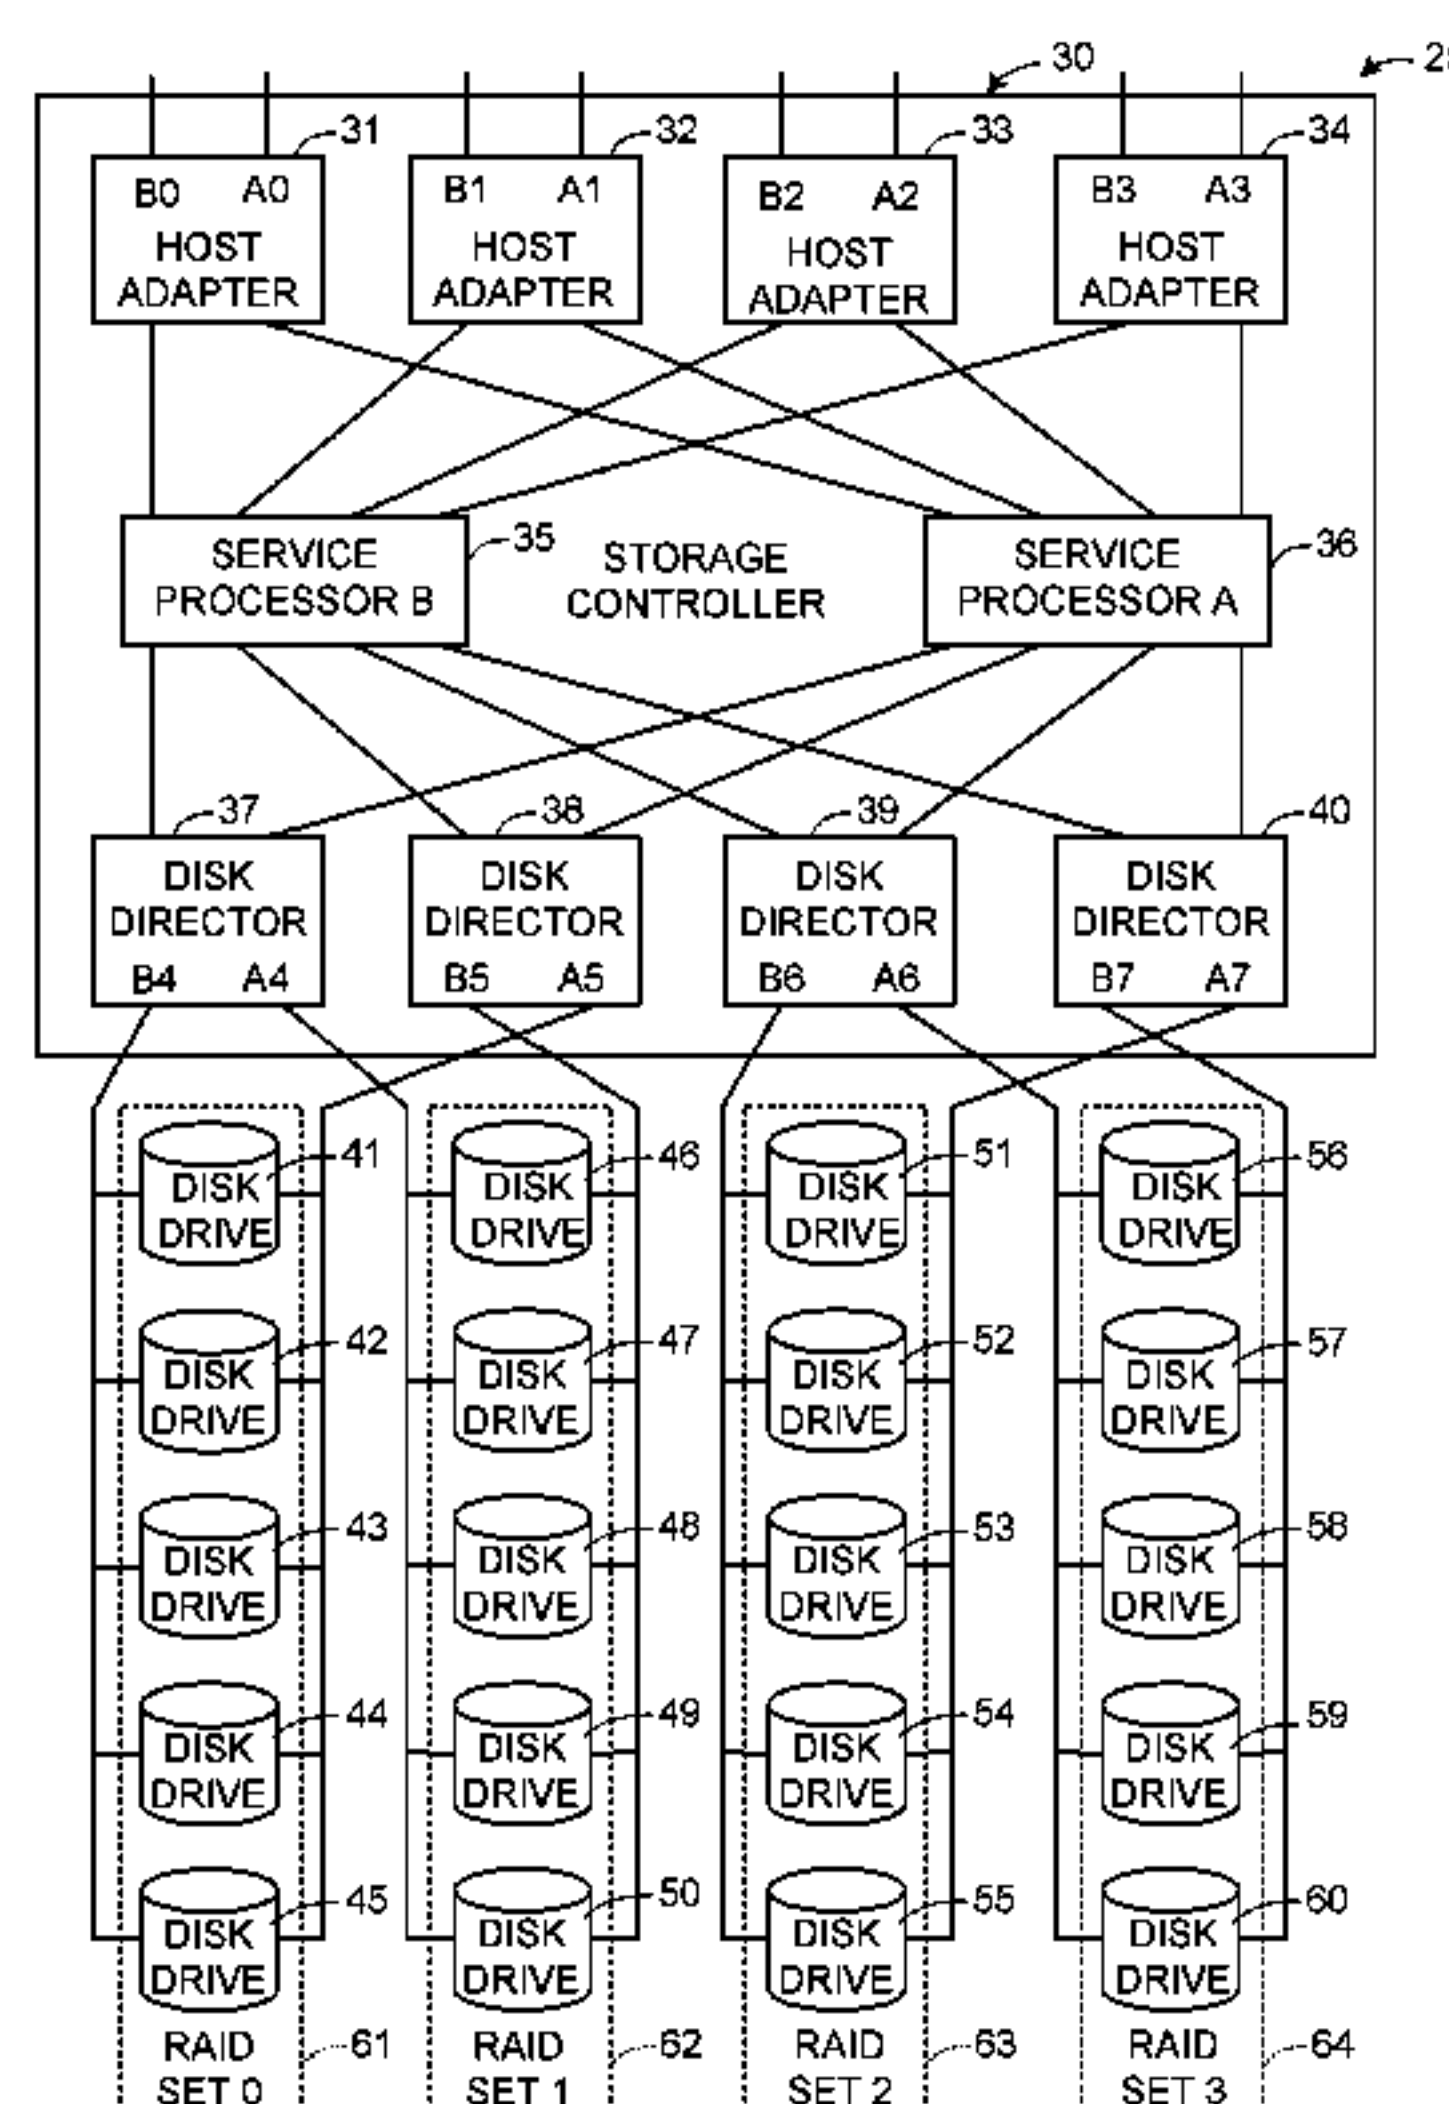 30
31 32 33 34
B0 A0 B1 A1 B2 A2 B3 A3
HOST HOST HOST HOST
ADAPTER ADAPTER ADAPTER ADAPTER
SERVICE 35 STORAGE SERVICE 36
PROCESSOR B CONTROLLER PROCESSOR A
37 38 39 40
DISK DISK DISK DISK
DIRECTOR DIRECTOR DIRECTOR DIRECTOR
B4 A4 B5 A5 B6 A6 B7 A7
41 46 51 56
DISK DISK DISK DISK
DRIVE DRIVE DRIVE DRIVE
42 47 52 57
DISK DISK DISK DISK
DRIVE DRIVE DRIVE DRIVE
43 48 53 58
DISK DISK DISK DISK
DRIVE DRIVE DRIVE DRIVE
44 49 54 59
DISK DISK DISK DISK
DRIVE DRIVE DRIVE DRIVE
45 50 55 60
DISK DISK DISK DISK
DRIVE DRIVE DRIVE DRIVE
RAID 61 RAID 62 RAID 63 RAID 64
SET 0 SET 1 SET 2 SET 3